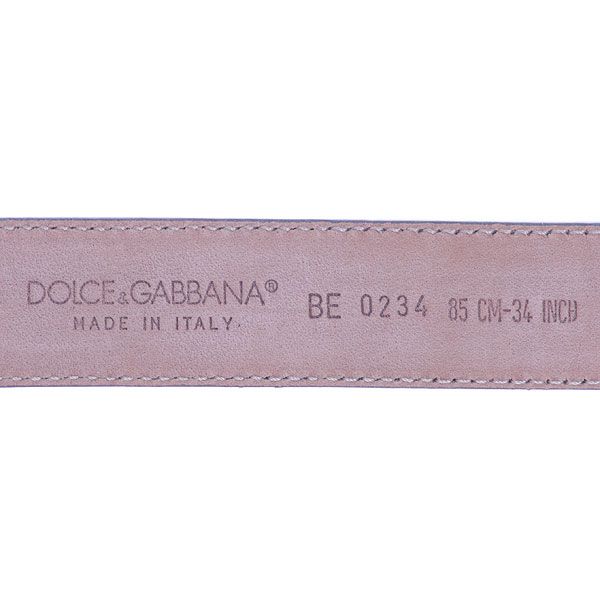 DOLCE&GABBANA® BE 0234 85 CM-34 INCH
MADE IN ITALY